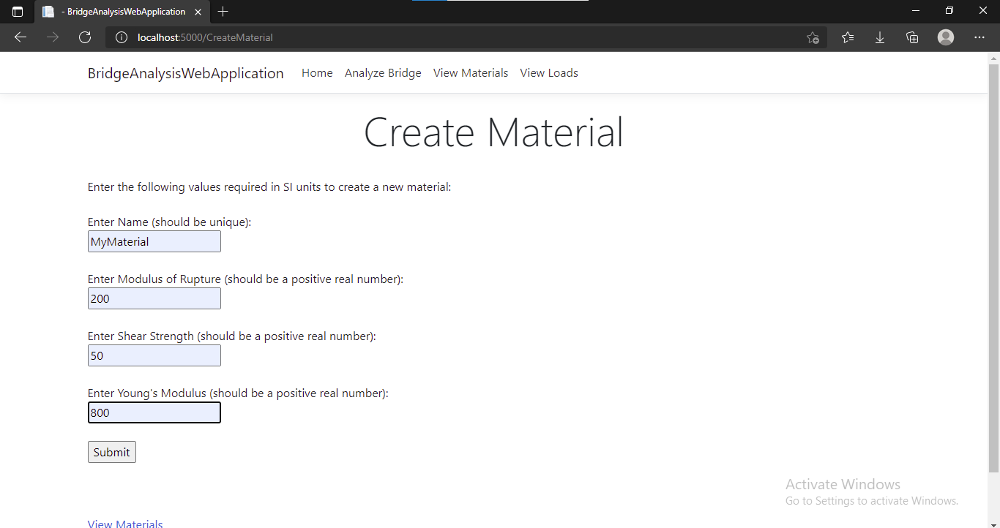 - BridgeAnalysisWebApplication
localhost:5000/CreateMaterial
BridgeAnalysisWebApplication Home Analyze Bridge View Materials View Loads
Create Material
Enter the following values required in SI units to create a new material:
Enter Name (should be unique):
MyMaterial
Enter Modulus of Rupture (should be a positive real number):
200
Enter Shear Strength (should be a positive real number):
50
Enter Young's Modulus (should be a positive real number):
800
Submit
Activate Windows
Go to Settings to activate Windows.
View Materials